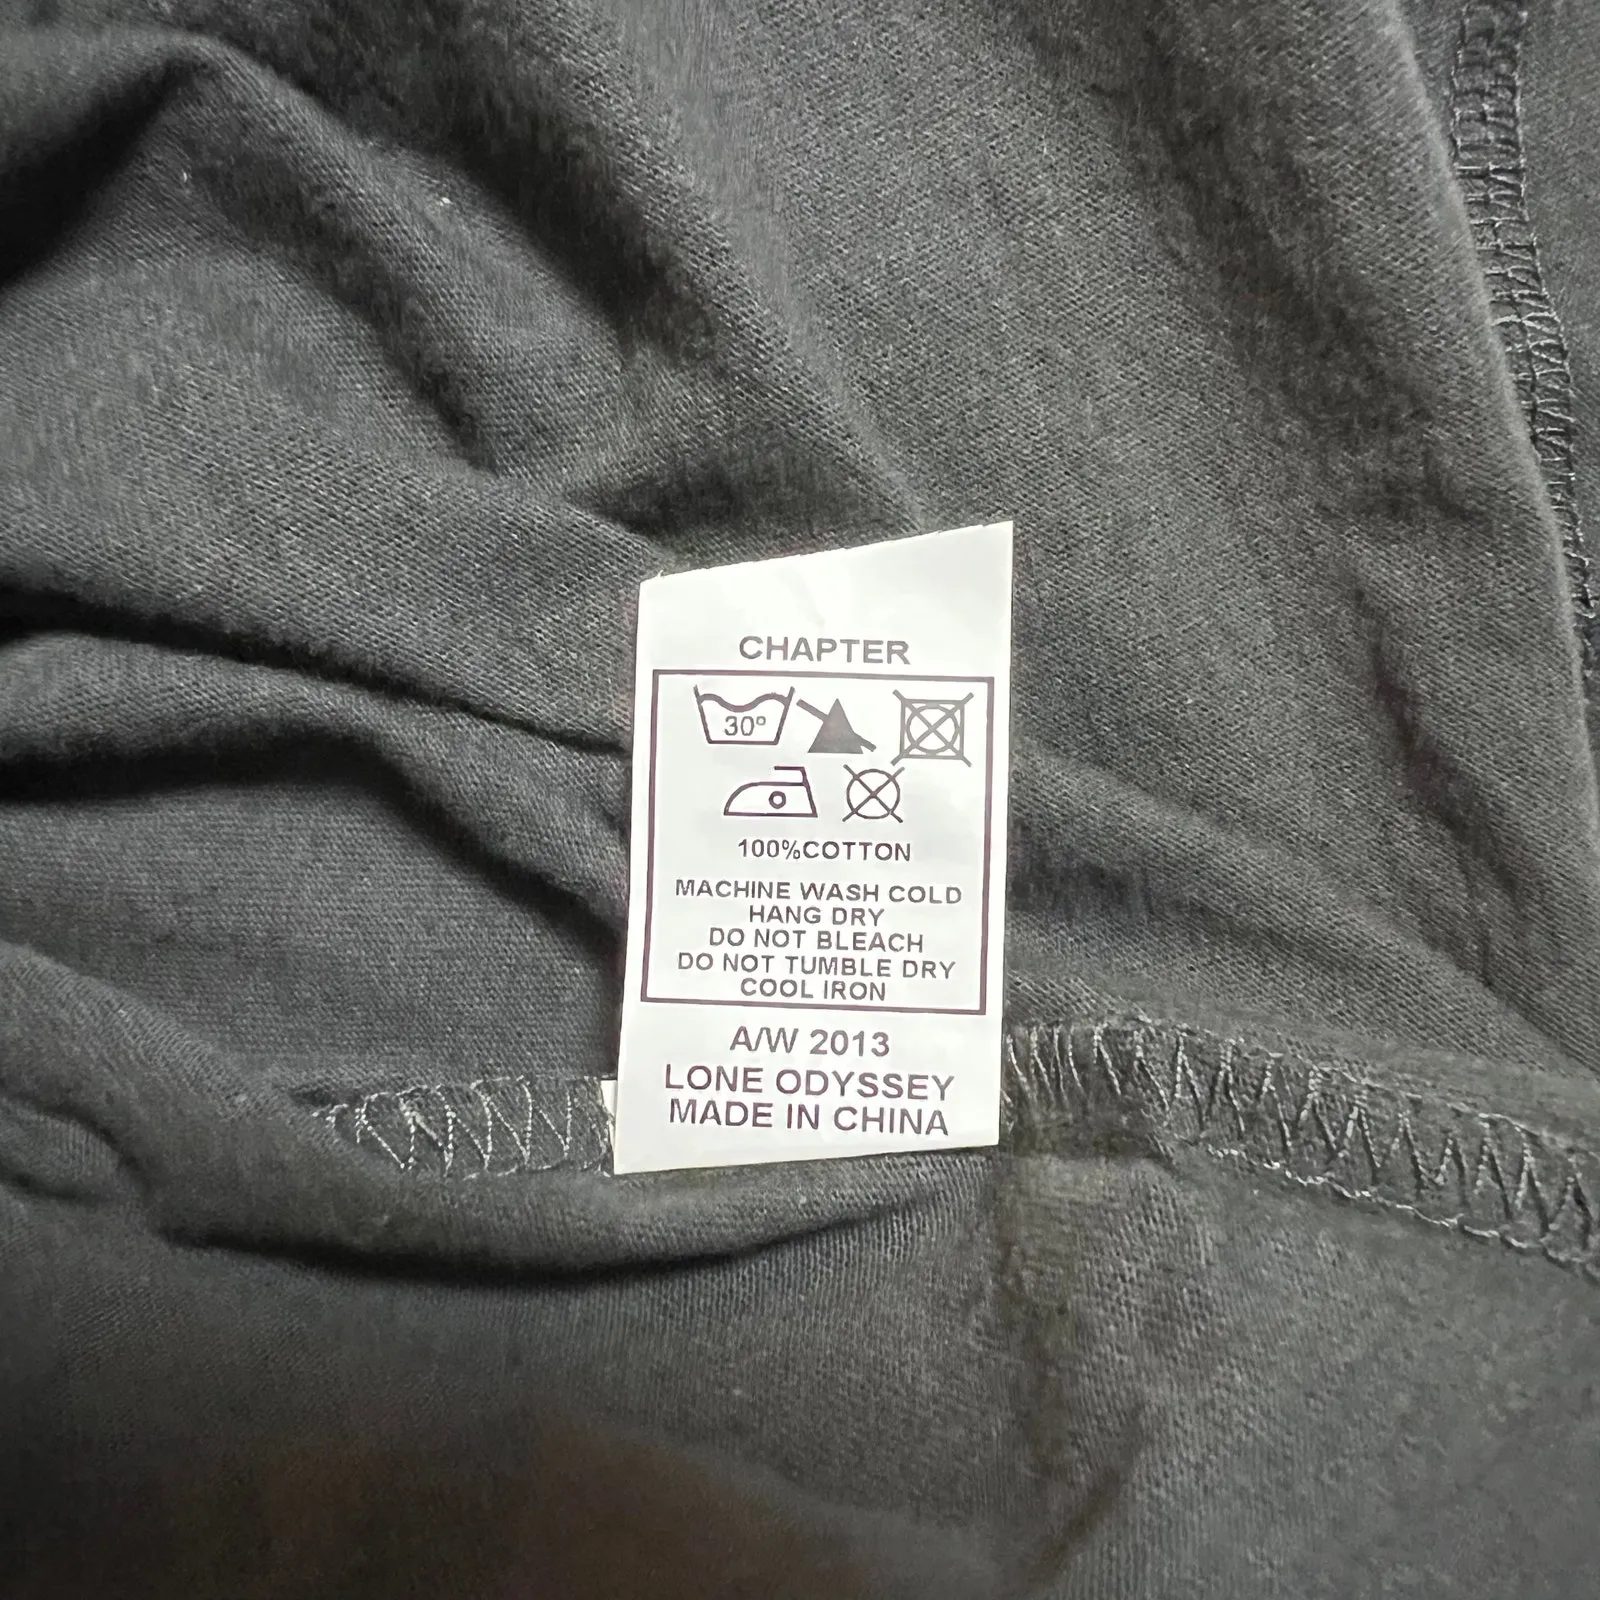 CHAPTER
30°
100%COTTON
MACHINE WASH COLD
HANG DRY
DO NOT BLEACH
DO NOT TUMBLE DRY
COOL IRON
A/W 2013
LONE ODYSSEY
MADE IN CHINA